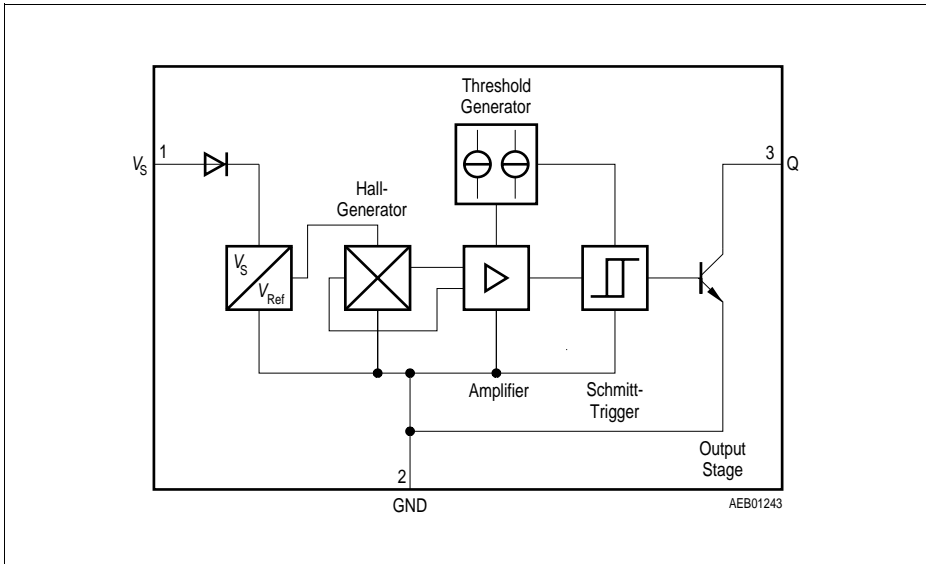 Threshold
Generator
1
V_S
3
Q
Hall-
Generator
V_S
V_Ref
Amplifier
Schmitt-
Trigger
Output
Stage
2
GND
AEB01243